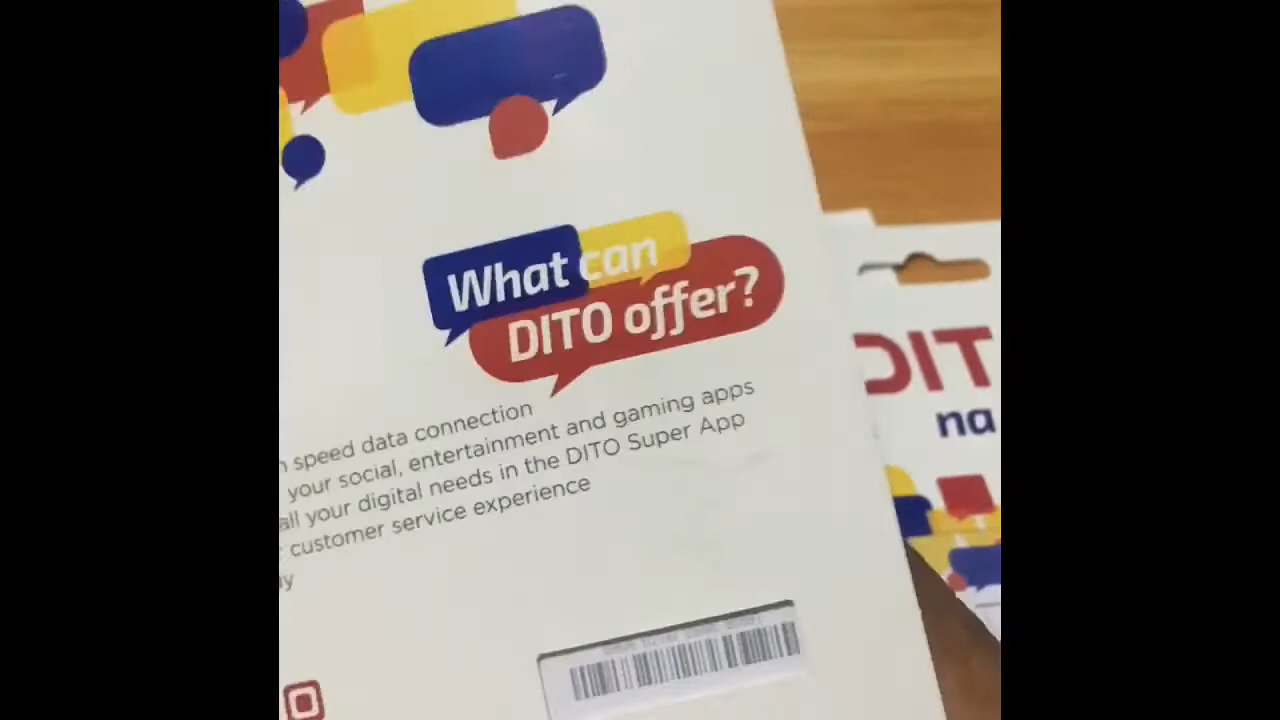 What can
DITO offer?
speed data connection
your social, entertainment and gaming apps
all your digital needs in the DITO Super App
customer service experience
DIT
na